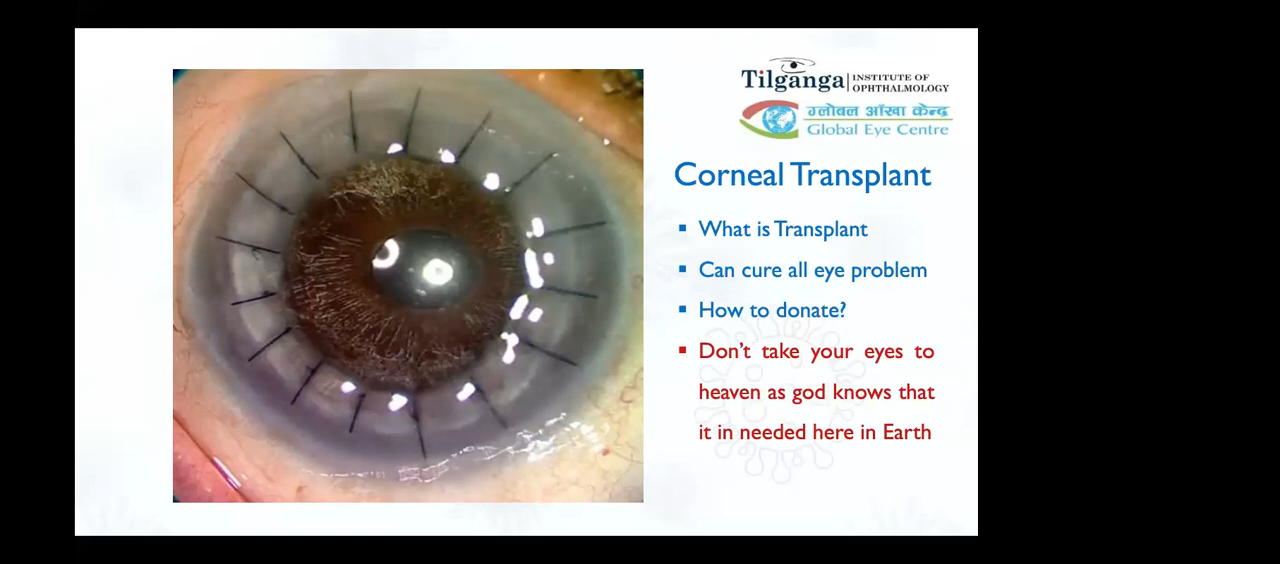 Tilganga INSTITUTE OF
OPHTHALMOLOGY
ग्लोबल आँखा केन्द्र
Global Eye Centre
Corneal Transplant
▪ What is Transplant
▪ Can cure all eye problem
▪ How to donate?
▪ Don't take your eyes to
heaven as god knows that
it in needed here in Earth